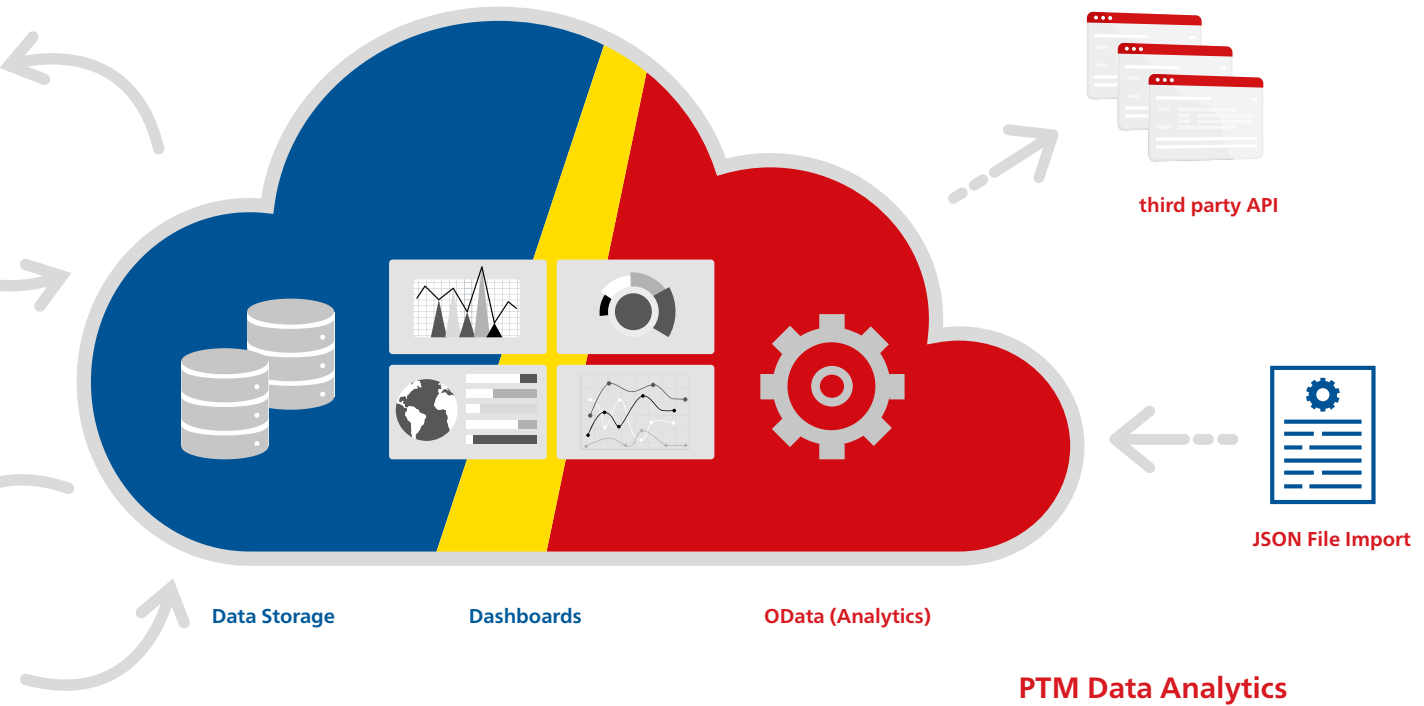 third party API
JSON File Import
Data Storage
Dashboards
OData (Analytics)
PTM Data Analytics